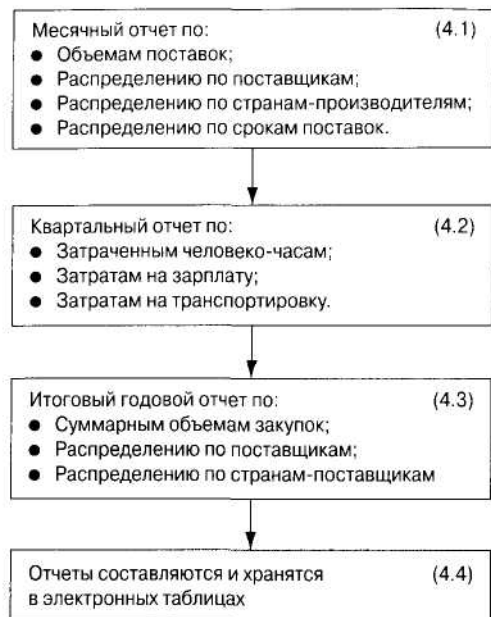 Месячный отчет по: (4.1)
● Объемам поставок;
● Распределению по поставщикам;
● Распределению по странам-производителям;
● Распределению по срокам поставок.
Квартальный отчет по: (4.2)
● Затраченным человеко-часам;
● Затратам на зарплату;
● Затратам на транспортировку.
Итоговый годовой отчет по: (4.3)
● Суммарным объемам закупок;
● Распределению по поставщикам;
● Распределению по странам-поставщикам
Отчеты составляются и хранятся (4.4)
в электронных таблицах